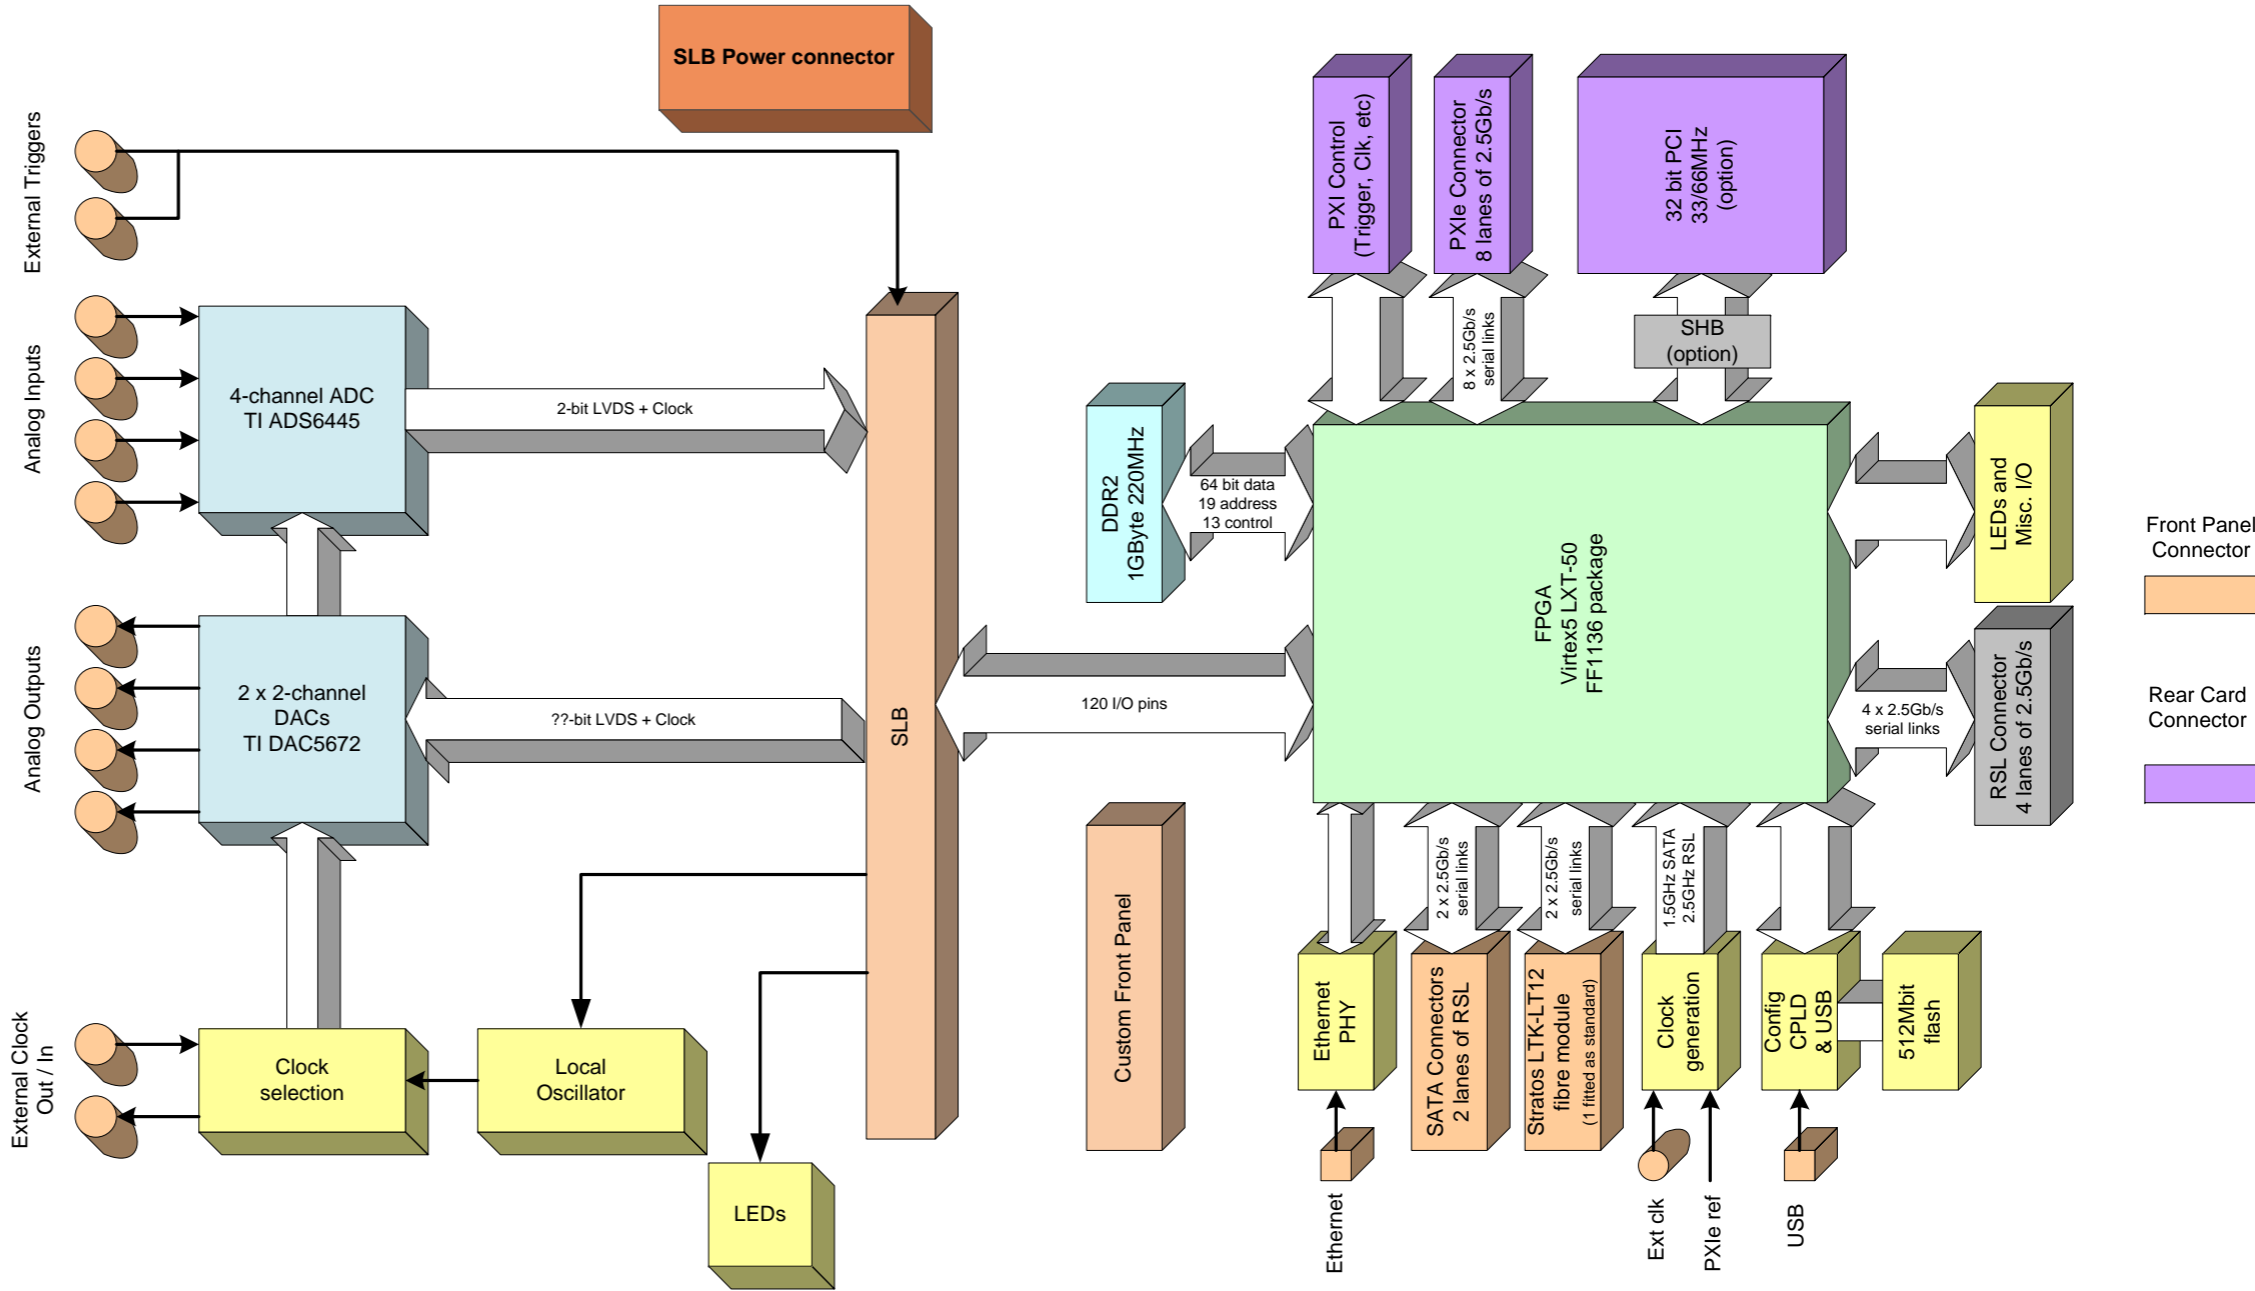 SLB Power connector
External Triggers
Analog Inputs
4-channel ADC
TI ADS6445
2-bit LVDS + Clock
Analog Outputs
2 x 2-channel
DACs
TI DAC5672
??-bit LVDS + Clock
SLB
External Clock
Out / In
Clock
selection
Local
Oscillator
LEDs
120 I/O pins
Custom Front Panel
DDR2
1GByte 220MHz
64 bit data
19 address
13 control
PXI Control
(Trigger, Clk, etc)
PXIe Connector
8 lanes of 2.5Gb/s
8 x 2.5Gb/s
serial links
32 bit PCI
33/66MHz
(option)
SHB
(option)
FPGA
Virtex5 LXT-50
FF1136 package
LEDs and
Misc. I/O
4 x 2.5Gb/s
serial links
RSL Connector
4 lanes of 2.5Gb/s
Front Panel
Connector
Rear Card
Connector
2 x 2.5Gb/s
serial links
2 x 2.5Gb/s
serial links
1.5GHz SATA
2.5GHz RSL
Ethernet
PHY
SATA Connectors
2 lanes of RSL
Stratos LTK-LT12
fibre module
(1 fitted as standard)
Clock
generation
Config
CPLD
& USB
512Mbit
flash
Ethernet
Ext clk
PXIe ref
USB